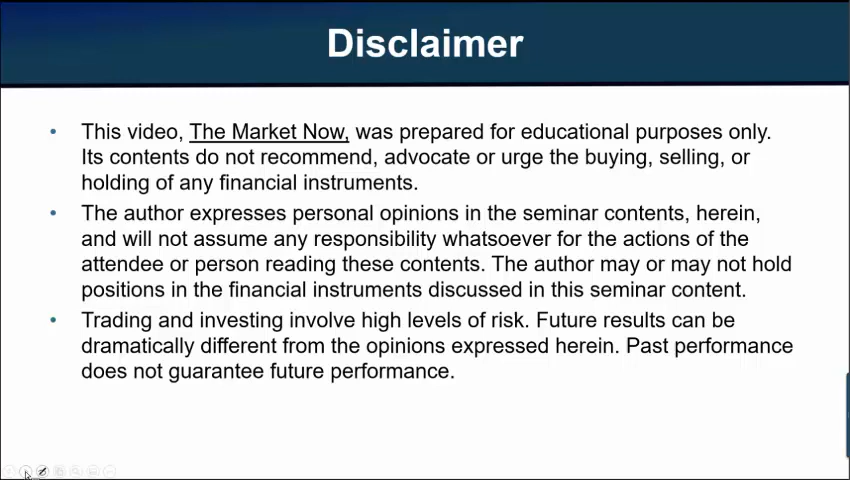 Disclaimer
• This video, The Market Now, was prepared for educational purposes only.
Its contents do not recommend, advocate or urge the buying, selling, or
holding of any financial instruments.
• The author expresses personal opinions in the seminar contents, herein,
and will not assume any responsibility whatsoever for the actions of the
attendee or person reading these contents. The author may or may not hold
positions in the financial instruments discussed in this seminar content.
• Trading and investing involve high levels of risk. Future results can be
dramatically different from the opinions expressed herein. Past performance
does not guarantee future performance.